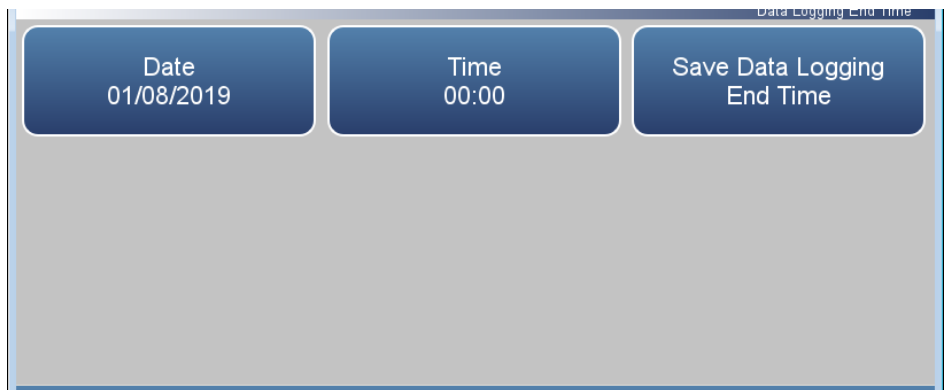 Data Logging End Time
Date
01/08/2019
Time
00:00
Save Data Logging
End Time